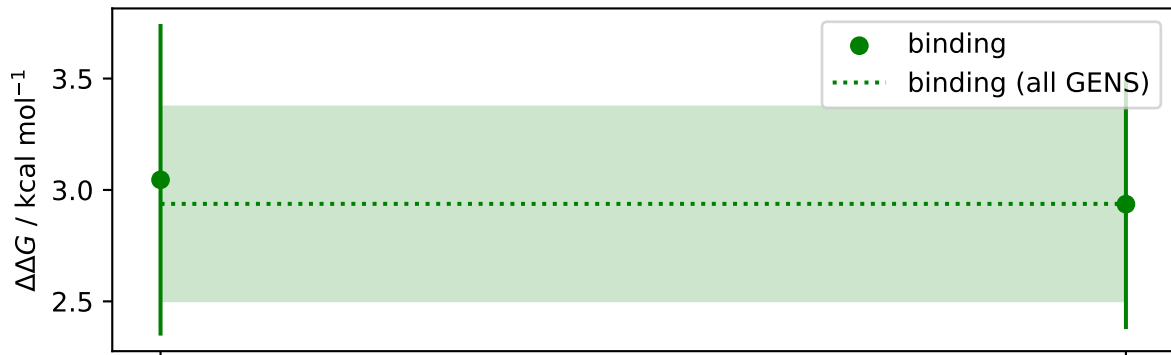 ΔΔG / kcal mol⁻¹
3.5
3.0
2.5
binding
binding (all GENS)